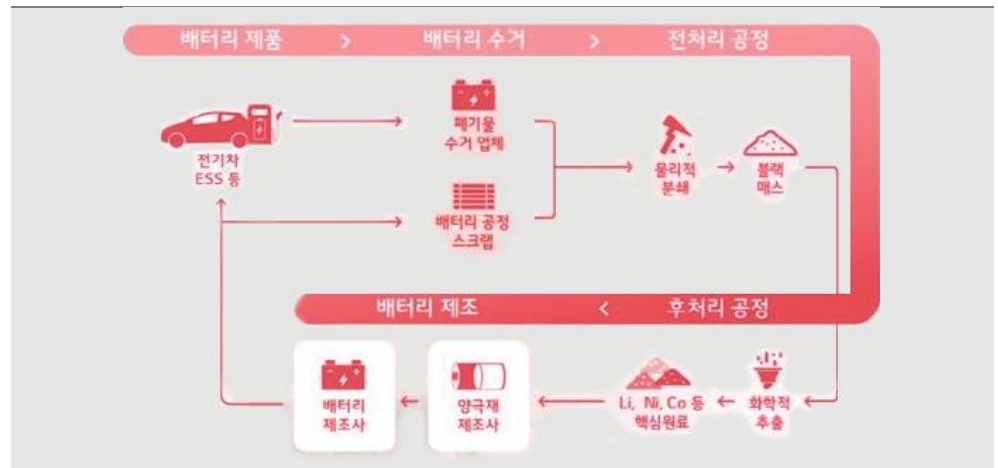 배터리 제품 > 배터리 수거 > 전처리 공정
전기차
ESS 등
폐기물
수거 업체
배터리 공정
스크랩
물리적
분쇄
블랙
매스
배터리 제조 < 후처리 공정
배터리
제조사
양극재
제조사
Li, Ni, Co 등
핵심원료
화학적
추출